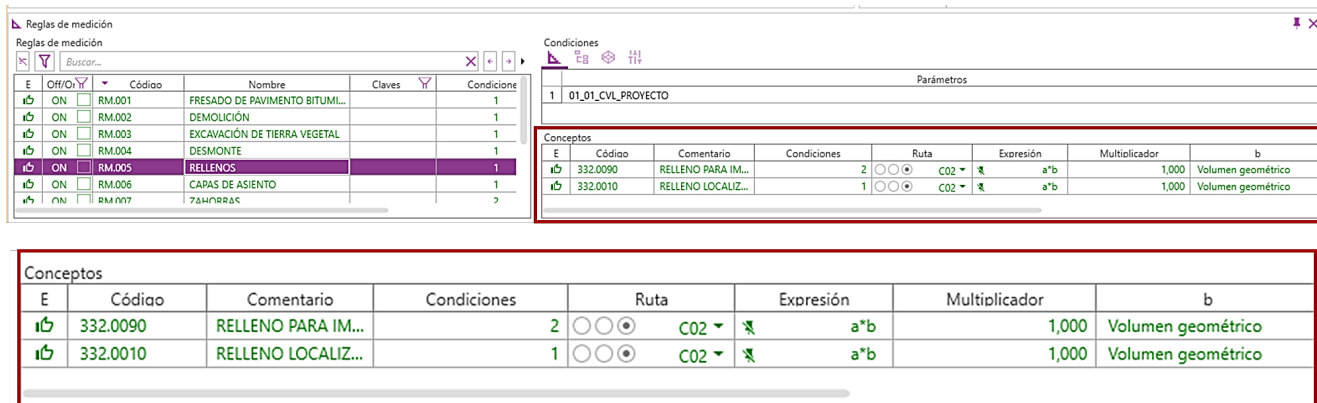 Reglas de medición
Reglas de medición
Buscar...
E Off/Or Código Nombre Claves Condicione
ON RM.001 FRESADO DE PAVIMENTO BITUMI... 1
ON RM.002 DEMOLICIÓN 1
ON RM.003 EXCAVACIÓN DE TIERRA VEGETAL 1
ON RM.004 DESMONTE 1
ON RM.005 RELLENOS 1
ON RM.006 CAPAS DE ASIENTO 1
ON RM.007 ZAHORRAS 2
Condiciones
Parámetros
1 01_01_CVL_PROYECTO
Conceptos
E Código Comentario Condiciones Ruta Expresión Multiplicador b
332.0090 RELLENO PARA IM... 2 C02 a*b 1,000 Volumen geométrico
332.0010 RELLENO LOCALIZ... 1 C02 a*b 1,000 Volumen geométrico
Conceptos
E Código Comentario Condiciones Ruta Expresión Multiplicador b
332.0090 RELLENO PARA IM... 2 C02 a*b 1,000 Volumen geométrico
332.0010 RELLENO LOCALIZ... 1 C02 a*b 1,000 Volumen geométrico